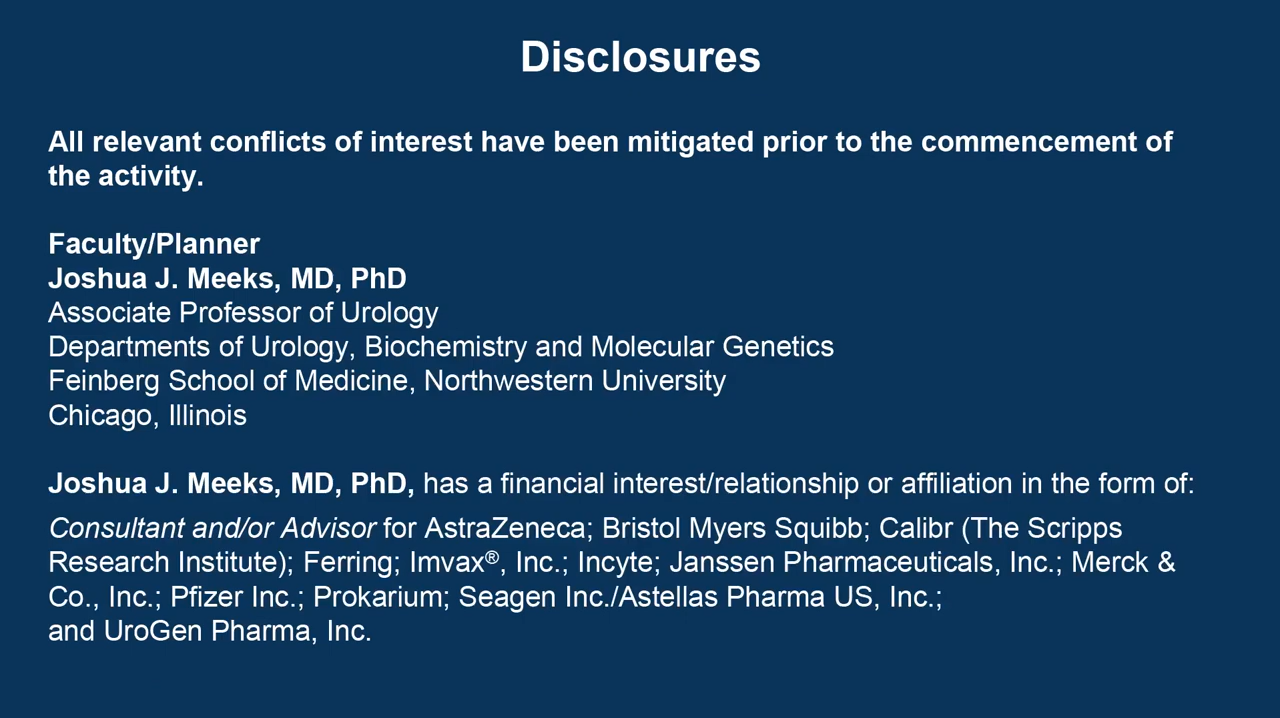 Disclosures
All relevant conflicts of interest have been mitigated prior to the commencement of
the activity.
Faculty/Planner
Joshua J. Meeks, MD, PhD
Associate Professor of Urology
Departments of Urology, Biochemistry and Molecular Genetics
Feinberg School of Medicine, Northwestern University
Chicago, Illinois
Joshua J. Meeks, MD, PhD, has a financial interest/relationship or affiliation in the form of:
Consultant and/or Advisor for AstraZeneca; Bristol Myers Squibb; Calibr (The Scripps
Research Institute); Ferring; Imvax®, Inc.; Incyte; Janssen Pharmaceuticals, Inc.; Merck &
Co., Inc.; Pfizer Inc.; Prokarium; Seagen Inc./Astellas Pharma US, Inc.;
and UroGen Pharma, Inc.